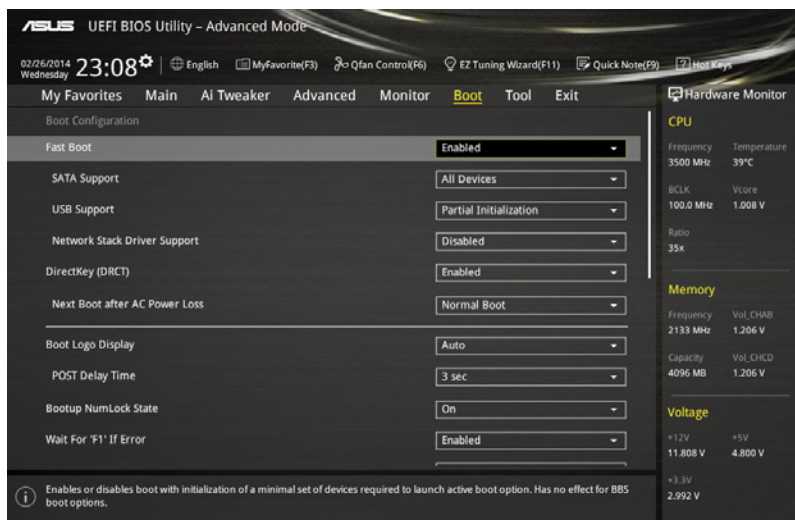 ASUS UEFI BIOS Utility – Advanced Mode
02/26/2014 Wednesday 23:08 English MyFavorite(F3) Qfan Control(F6) EZ Tuning Wizard(F11) Quick Note(F9) Hot Keys
My Favorites Main Ai Tweaker Advanced Monitor Boot Tool Exit
Boot Configuration
Fast Boot Enabled
SATA Support All Devices
USB Support Partial Initialization
Network Stack Driver Support Disabled
DirectKey (DRCT) Enabled
Next Boot after AC Power Loss Normal Boot
Boot Logo Display Auto
POST Delay Time 3 sec
Bootup NumLock State On
Wait For 'F1' If Error Enabled
Enables or disables boot with initialization of a minimal set of devices required to launch active boot option. Has no effect for BBS
boot options.
Hardware Monitor
CPU
Frequency Temperature
3500 MHz 39°C
BCLK Vcore
100.0 MHz 1.008 V
Ratio
35x
Memory
Frequency Vol_CHAB
2133 MHz 1.206 V
Capacity Vol_CHCD
4096 MB 1.206 V
Voltage
+12V +5V
11.808 V 4.800 V
+3.3V
2.992 V